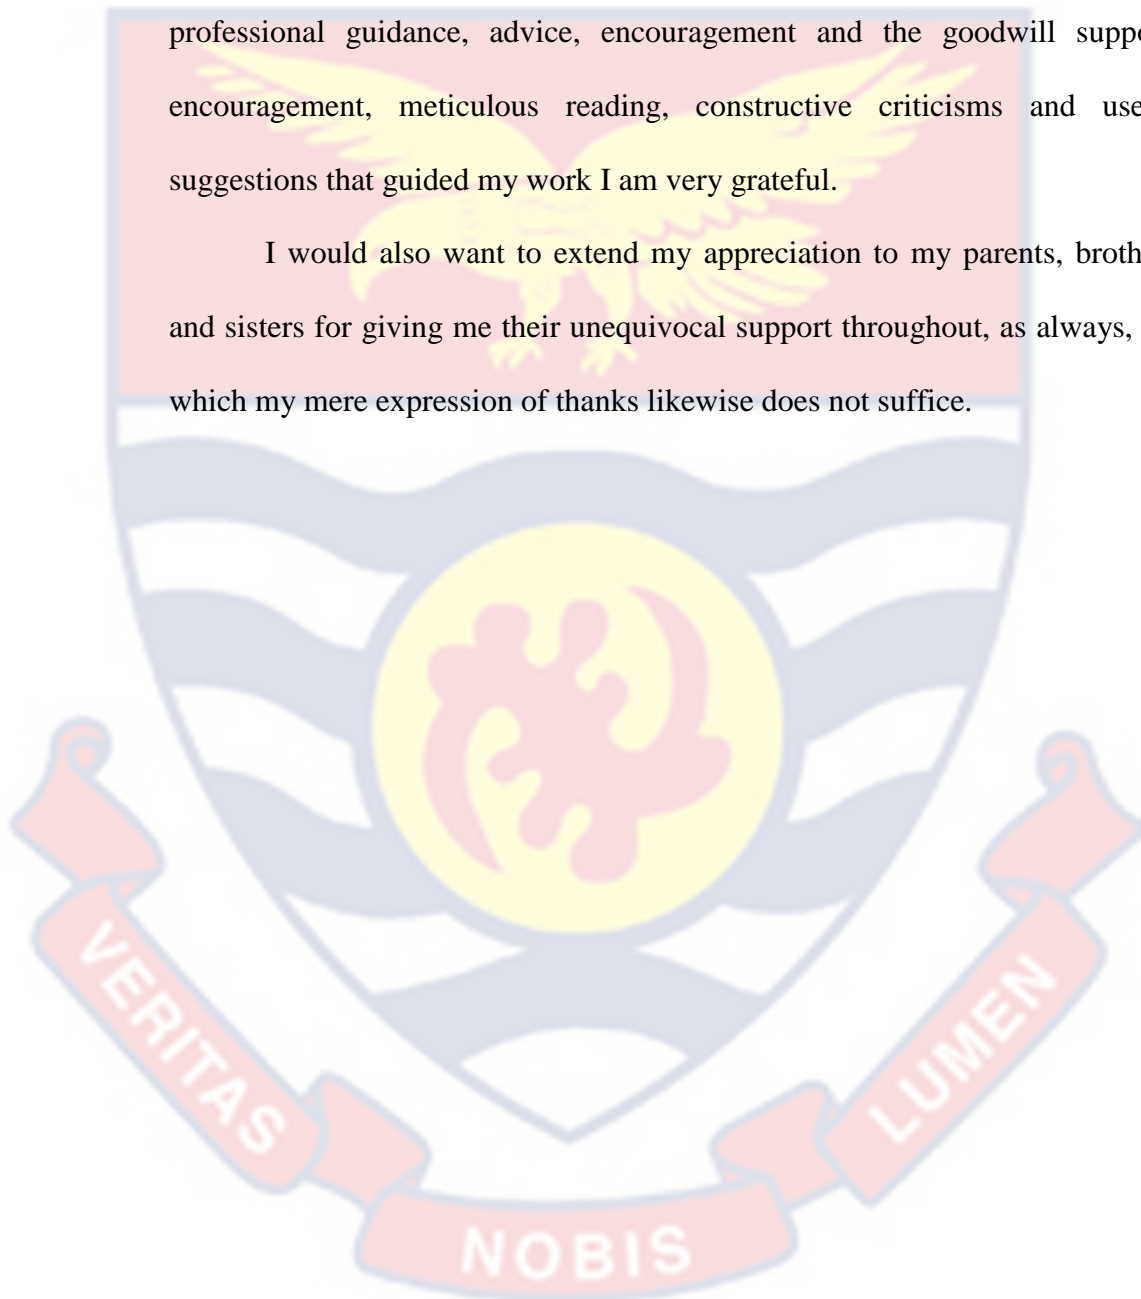 professional guidance, advice, encouragement and the goodwill suppo
encouragement, meticulous reading, constructive criticisms and use
suggestions that guided my work I am very grateful.
I would also want to extend my appreciation to my parents, broth
and sisters for giving me their unequivocal support throughout, as always,
which my mere expression of thanks likewise does not suffice.
VERITAS
NOBIS
LUMEN